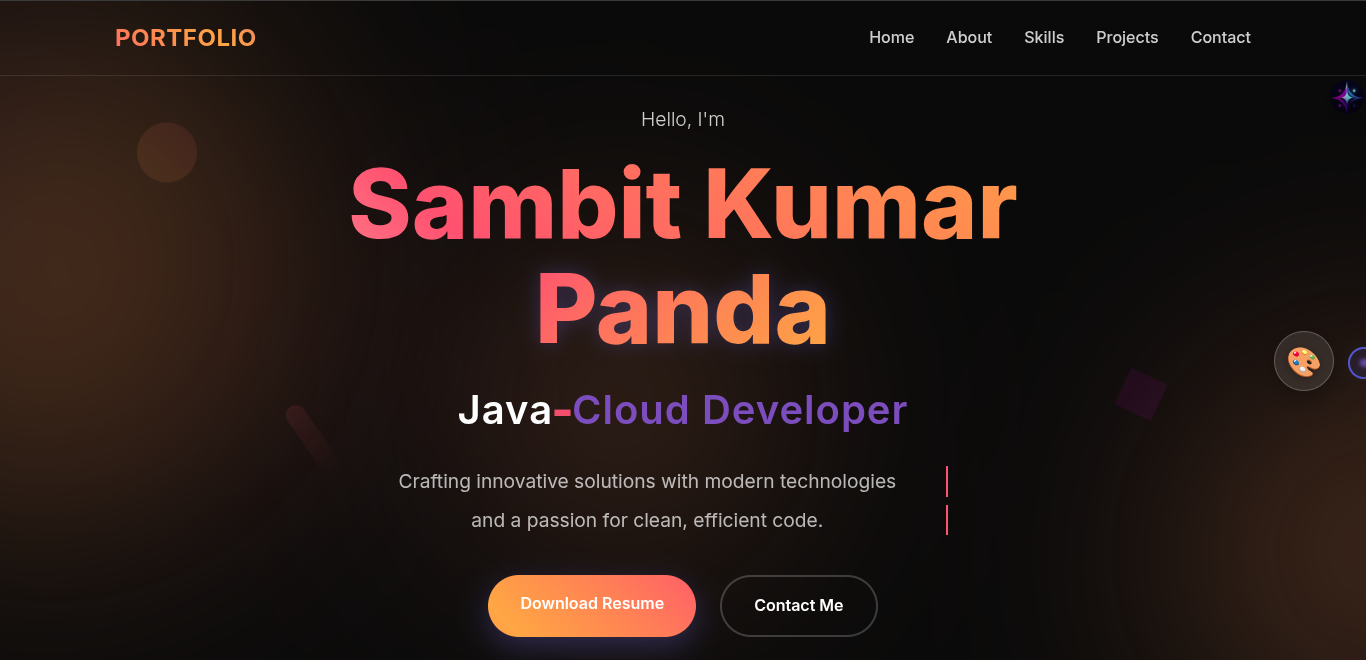 PORTFOLIO
Home About Skills Projects Contact
Hello, I'm
Sambit Kumar
Panda
Java-Cloud Developer
Crafting innovative solutions with modern technologies
and a passion for clean, efficient code.
Download Resume Contact Me